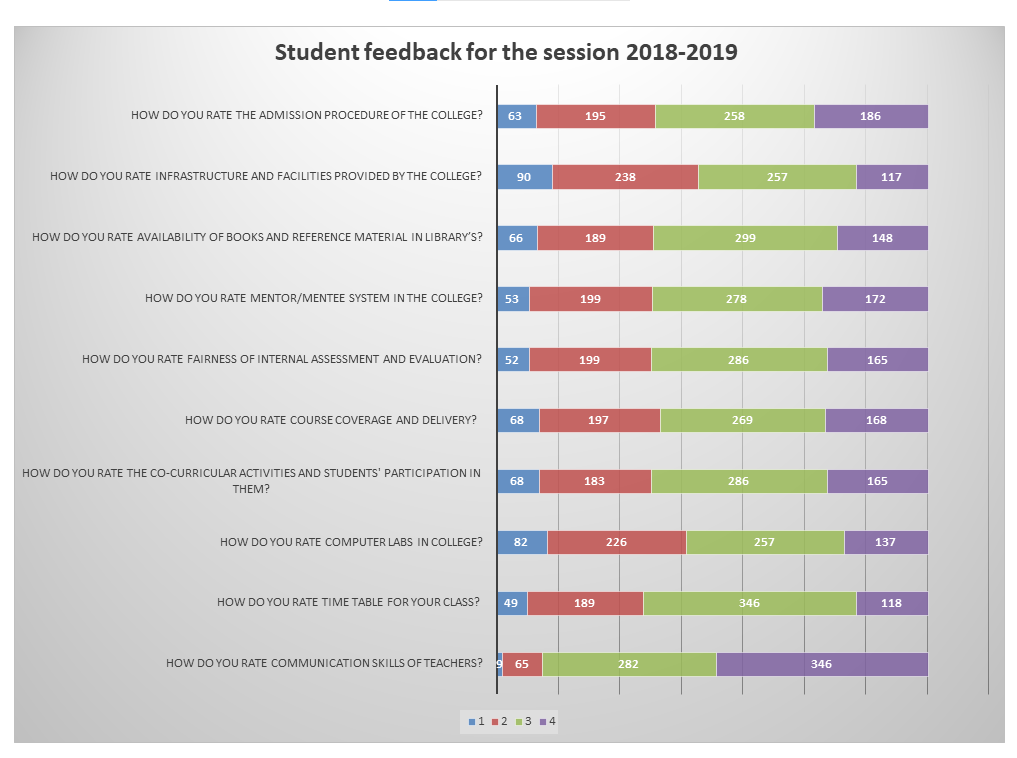 Student feedback for the session 2018-2019
HOW DO YOU RATE THE ADMISSION PROCEDURE OF THE COLLEGE?
63 195 258 186
HOW DO YOU RATE INFRASTRUCTURE AND FACILITIES PROVIDED BY THE COLLEGE?
90 238 257 117
HOW DO YOU RATE AVAILABILITY OF BOOKS AND REFERENCE MATERIAL IN LIBRARY'S?
66 189 299 148
HOW DO YOU RATE MENTOR/MENTEE SYSTEM IN THE COLLEGE?
53 199 278 172
HOW DO YOU RATE FAIRNESS OF INTERNAL ASSESSMENT AND EVALUATION?
52 199 286 165
HOW DO YOU RATE COURSE COVERAGE AND DELIVERY?
68 197 269 168
HOW DO YOU RATE THE CO-CURRICULAR ACTIVITIES AND STUDENTS' PARTICIPATION IN
THEM?
68 183 286 165
HOW DO YOU RATE COMPUTER LABS IN COLLEGE?
82 226 257 137
HOW DO YOU RATE TIME TABLE FOR YOUR CLASS?
49 189 346 118
HOW DO YOU RATE COMMUNICATION SKILLS OF TEACHERS?
9 65 282 346
1 2 3 4